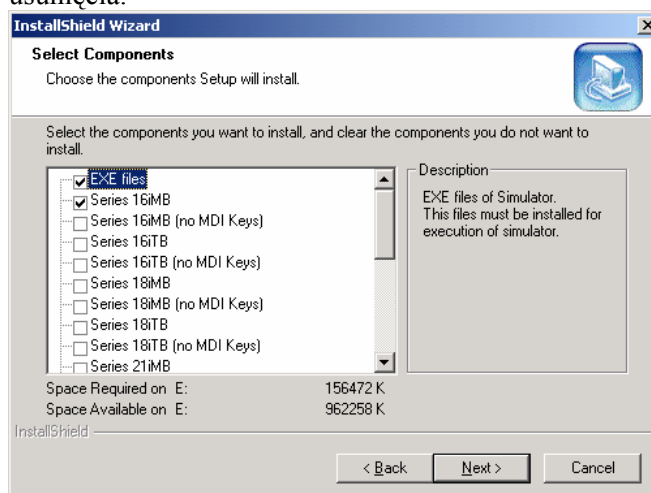 usunięcia.
InstallShield Wizard
Select Components
Choose the components Setup will install.
Select the components you want to install, and clear the components you do not want to
install.
EXE files
Series 16iMB
Series 16iMB (no MDI Keys)
Series 16iTB
Series 16iTB (no MDI Keys)
Series 18iMB
Series 18iMB (no MDI Keys)
Series 18iTB
Series 18iTB (no MDI Keys)
Series 21iMB
Description
EXE files of Simulator.
This files must be installed for
execution of simulator.
Space Required on E: 156472 K
Space Available on E: 962258 K
InstallShield
< Back
Next >
Cancel